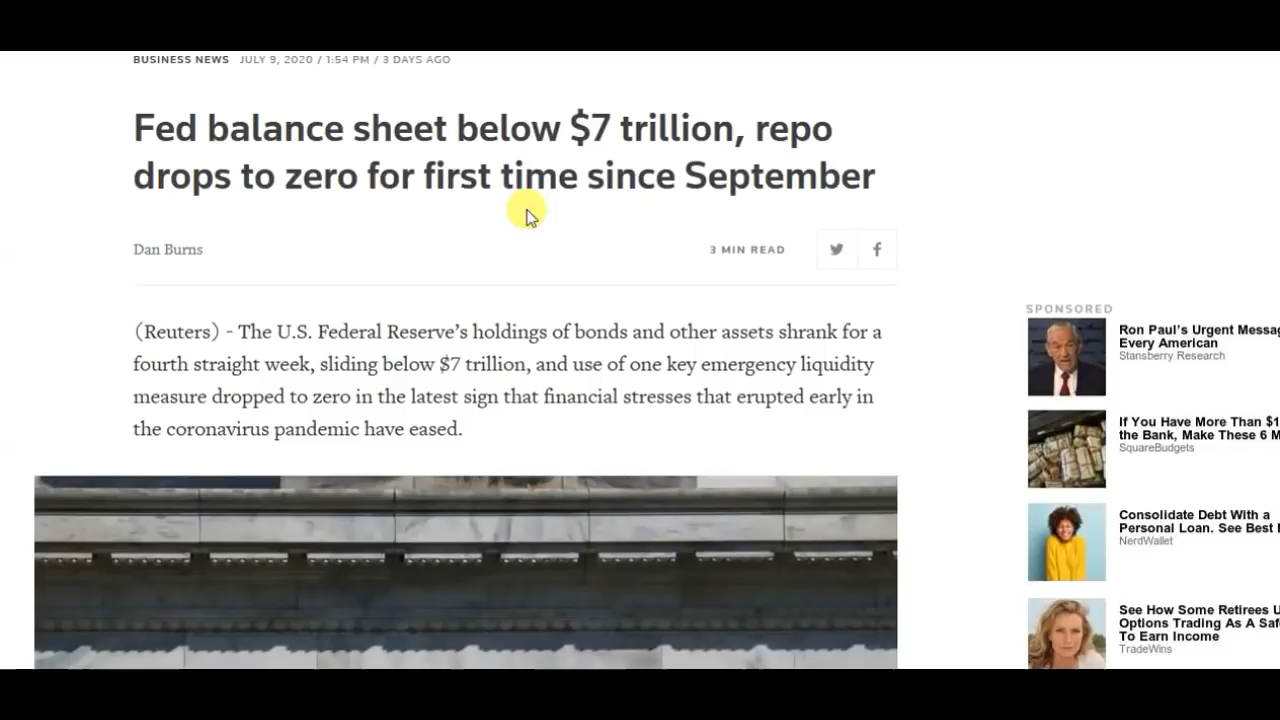 BUSINESS NEWS JULY 9, 2020 / 1:54 PM / 3 DAYS AGO
Fed balance sheet below $7 trillion, repo
drops to zero for first time since September
Dan Burns
3 MIN READ
(Reuters) - The U.S. Federal Reserve’s holdings of bonds and other assets shrank for a
fourth straight week, sliding below $7 trillion, and use of one key emergency liquidity
measure dropped to zero in the latest sign that financial stresses that erupted early in
the coronavirus pandemic have eased.
SPONSORED
Ron Paul's Urgent
Every American
Stansberry Research
If You Have More Than
the Bank, Make These 6
SquareBudgets
Consolidate Debt With a
Personal Loan. See Best
NerdWallet
See How Some Retirees
Options Trading As A
To Earn Income
TradeWins